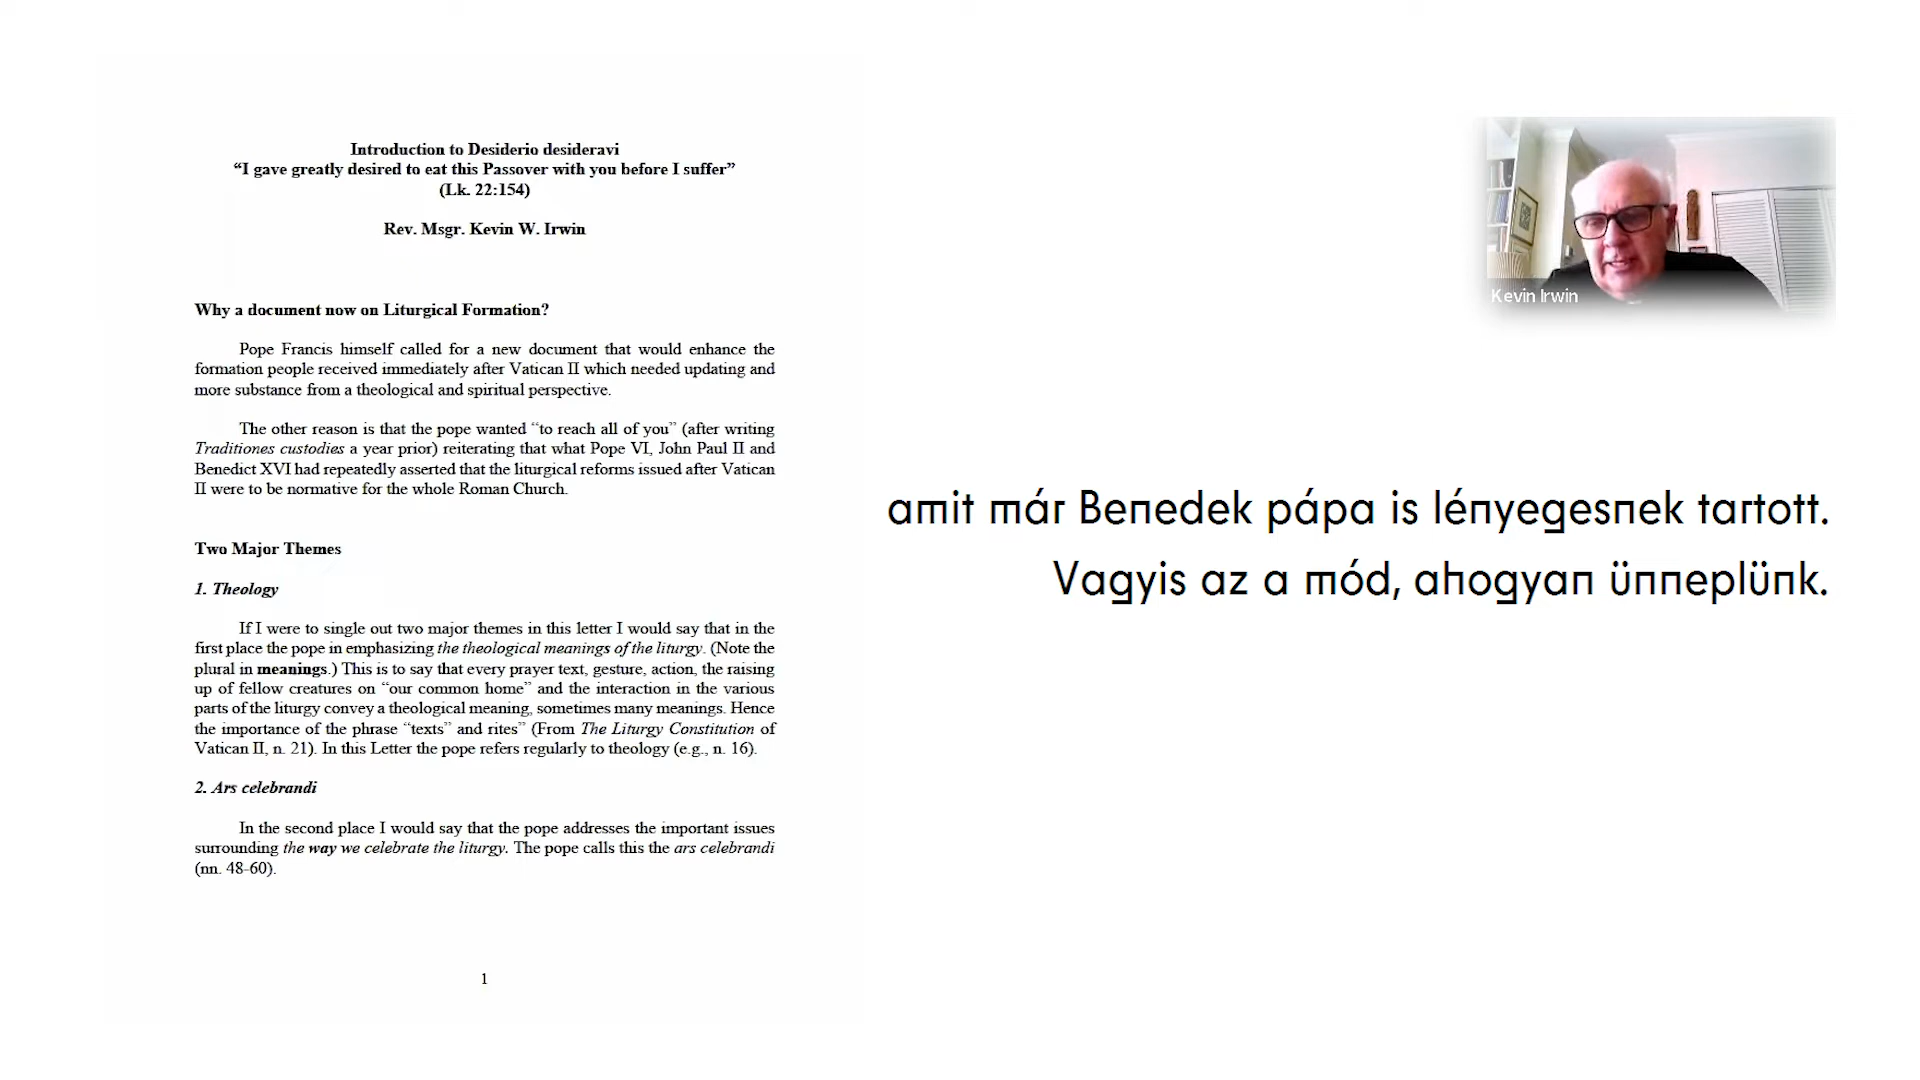 Introduction to Desiderio desideravi
“I gave greatly desired to eat this Passover with you before I suffer”
(Lk. 22:154)
Rev. Msgr. Kevin W. Irwin
Why a document now on Liturgical Formation?
Pope Francis himself called for a new document that would enhance the
formation people received immediately after Vatican II which needed updating and
more substance from a theological and spiritual perspective.
The other reason is that the pope wanted “to reach all of you” (after writing
Traditiones custodies a year prior) reiterating that what Pope VI, John Paul II and
Benedict XVI had repeatedly asserted that the liturgical reforms issued after Vatican
II were to be normative for the whole Roman Church.
Two Major Themes
1. Theology
If I were to single out two major themes in this letter I would say that in the
first place the pope in emphasizing the theological meanings of the liturgy. (Note the
plural in meanings.) This is to say that every prayer text, gesture, action, the raising
up of fellow creatures on “our common home” and the interaction in the various
parts of the liturgy convey a theological meaning, sometimes many meanings. Hence
the importance of the phrase “texts” and rites” (From The Liturgy Constitution of
Vatican II, n. 21). In this Letter the pope refers regularly to theology (e.g., n. 16).
2. Ars celebrandi
In the second place I would say that the pope addresses the important issues
surrounding the way we celebrate the liturgy. The pope calls this the ars celebrandi
(nn. 48-60).
1
Kevin Irwin
amit már Benedek pápa is lényegesnek tartott.
Vagyis az a mód, ahogyan ünneplünk.